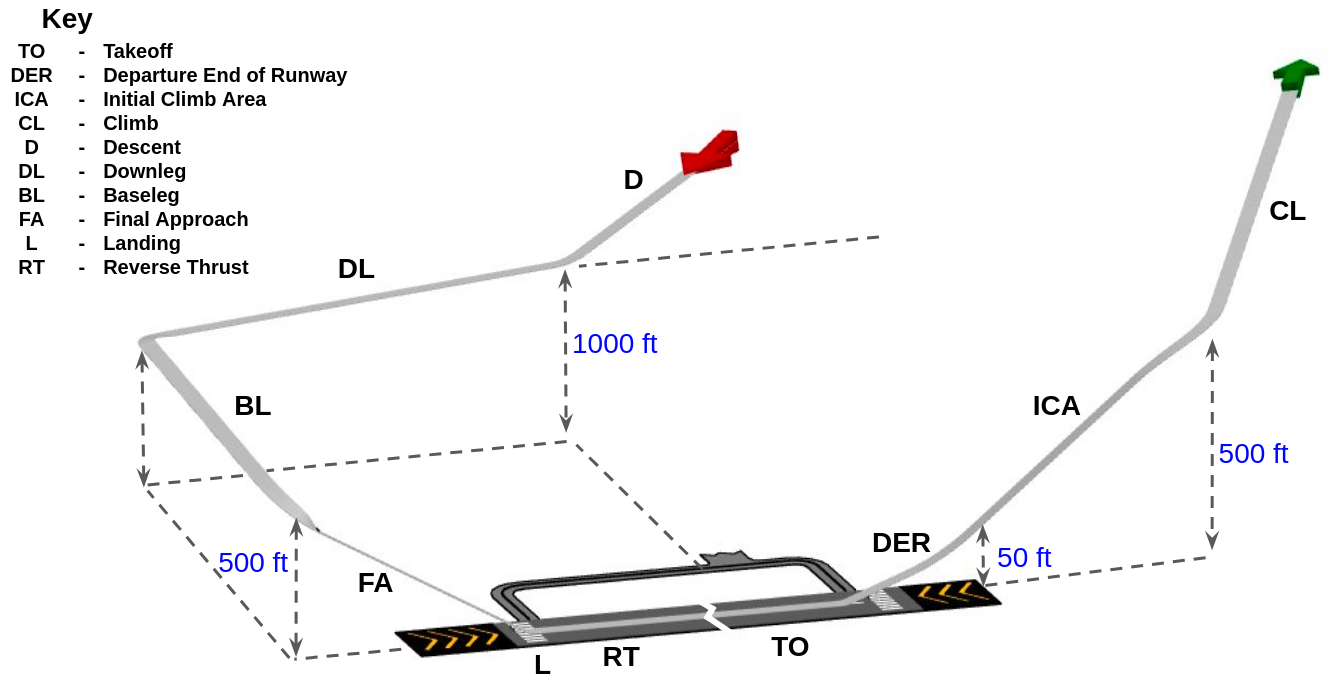 Key
TO - Takeoff
DER - Departure End of Runway
ICA - Initial Climb Area
CL - Climb
D - Descent
DL - Downleg
BL - Baseleg
FA - Final Approach
L - Landing
RT - Reverse Thrust
D
CL
DL
1000 ft
BL
ICA
500 ft
DER
50 ft
500 ft
FA
TO
RT
L